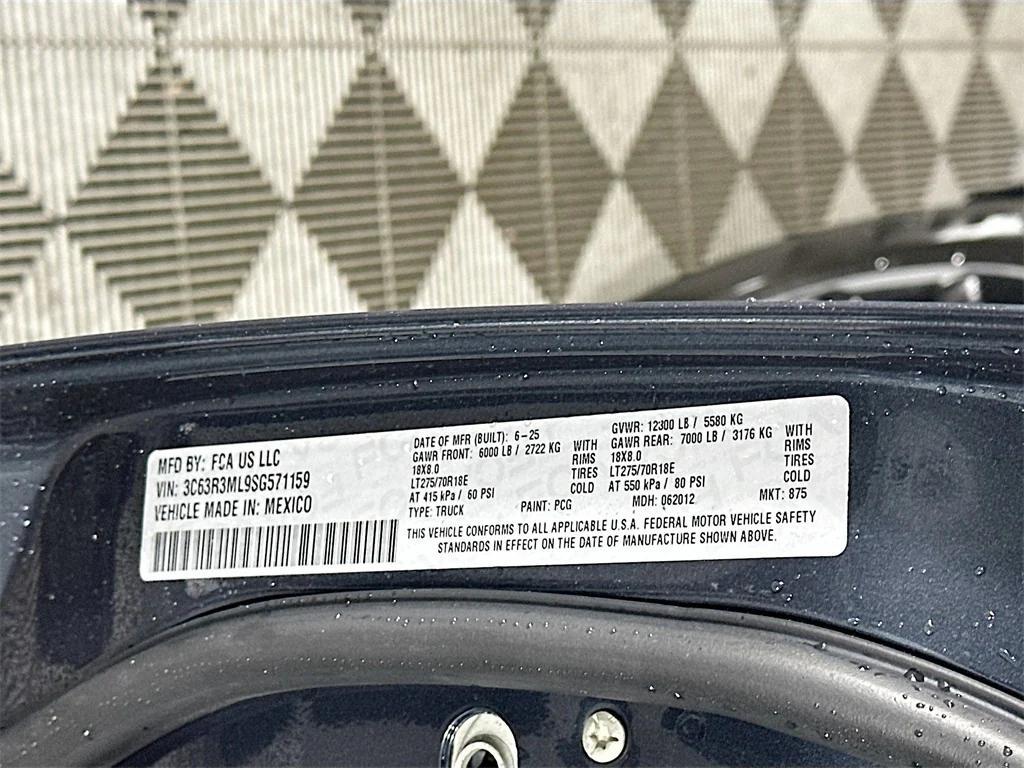 MFD BY: FCA US LLC
VIN: 3C63R3ML9SG571159
VEHICLE MADE IN: MEXICO
DATE OF MFR (BUILT): 6-25
GAWR FRONT: 6000 LB / 2722 KG WITH
18X8.0 RIMS
LT275/70R18E TIRES
AT 415 kPa / 60 PSI COLD
TYPE: TRUCK PAINT: PCG
GVWR: 12300 LB / 5580 KG
GAWR REAR: 7000 LB / 3176 KG WITH
18X8.0 RIMS
LT275/70R18E TIRES
AT 550 kPa / 80 PSI COLD
MDH: 062012 MKT: 875
THIS VEHICLE CONFORMS TO ALL APPLICABLE U.S.A. FEDERAL MOTOR VEHICLE SAFETY
STANDARDS IN EFFECT ON THE DATE OF MANUFACTURE SHOWN ABOVE.